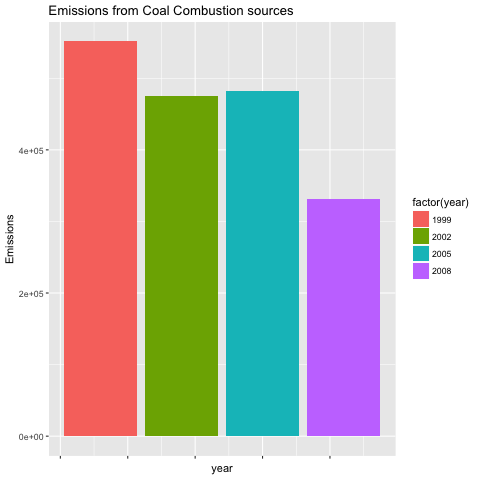 Emissions from Coal Combustion sources
4e+05
2e+05
0e+00
Emissions
year
factor(year)
1999
2002
2005
2008